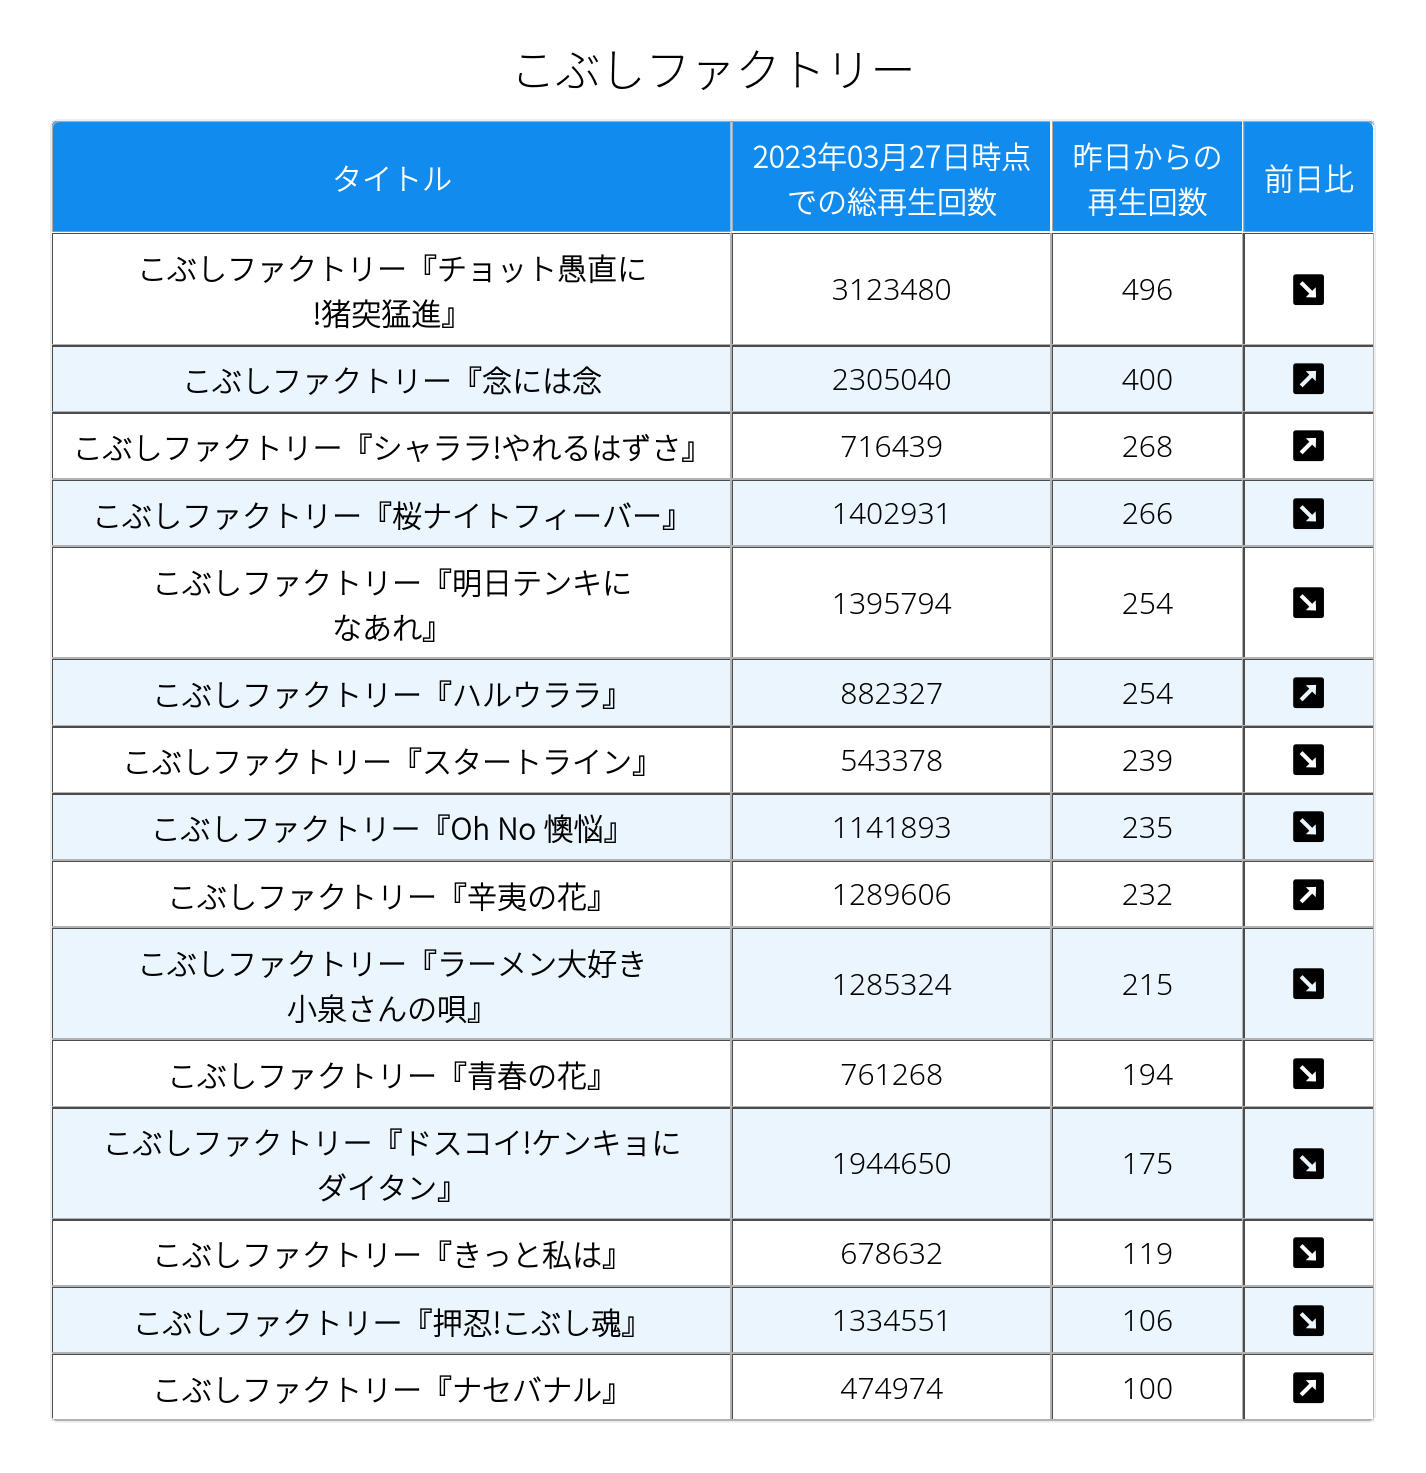 こぶしファクトリー
タイトル
2023年03月27日時点
での総再生回数
昨日からの
再生回数
前日比
こぶしファクトリー『チョット愚直に
!猪突猛進』
3123480
496
こぶしファクトリー『念には念
2305040
400
こぶしファクトリー『シャララ!やれるはずさ』
716439
268
こぶしファクトリー『桜ナイトフィーバー』
1402931
266
こぶしファクトリー『明日テンキに
なあれ』
1395794
254
こぶしファクトリー『ハルウララ』
882327
254
こぶしファクトリー『スタートライン』
543378
239
こぶしファクトリー『Oh No 懊悩』
1141893
235
こぶしファクトリー『辛夷の花』
1289606
232
こぶしファクトリー『ラーメン大好き
小泉さんの唄』
1285324
215
こぶしファクトリー『青春の花』
761268
194
こぶしファクトリー『ドスコイ!ケンキョに
ダイタン』
1944650
175
こぶしファクトリー『きっと私は』
678632
119
こぶしファクトリー『押忍!こぶし魂』
1334551
106
こぶしファクトリー『ナセバナル』
474974
100